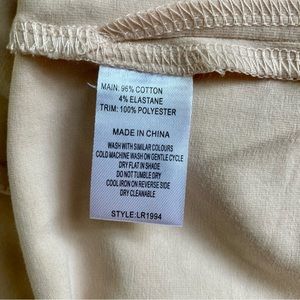 MAIN: 96% COTTON
4% ELASTANE
TRIM: 100% POLYESTER
MADE IN CHINA
WASH WITH SIMILAR COLOURS
COLD MACHINE WASH ON GENTLE CYCLE
DRY FLAT IN SHADE
DO NOT TUMBLE DRY
COOL IRON ON REVERSE SIDE
DRY CLEANABLE
STYLE:LR1994